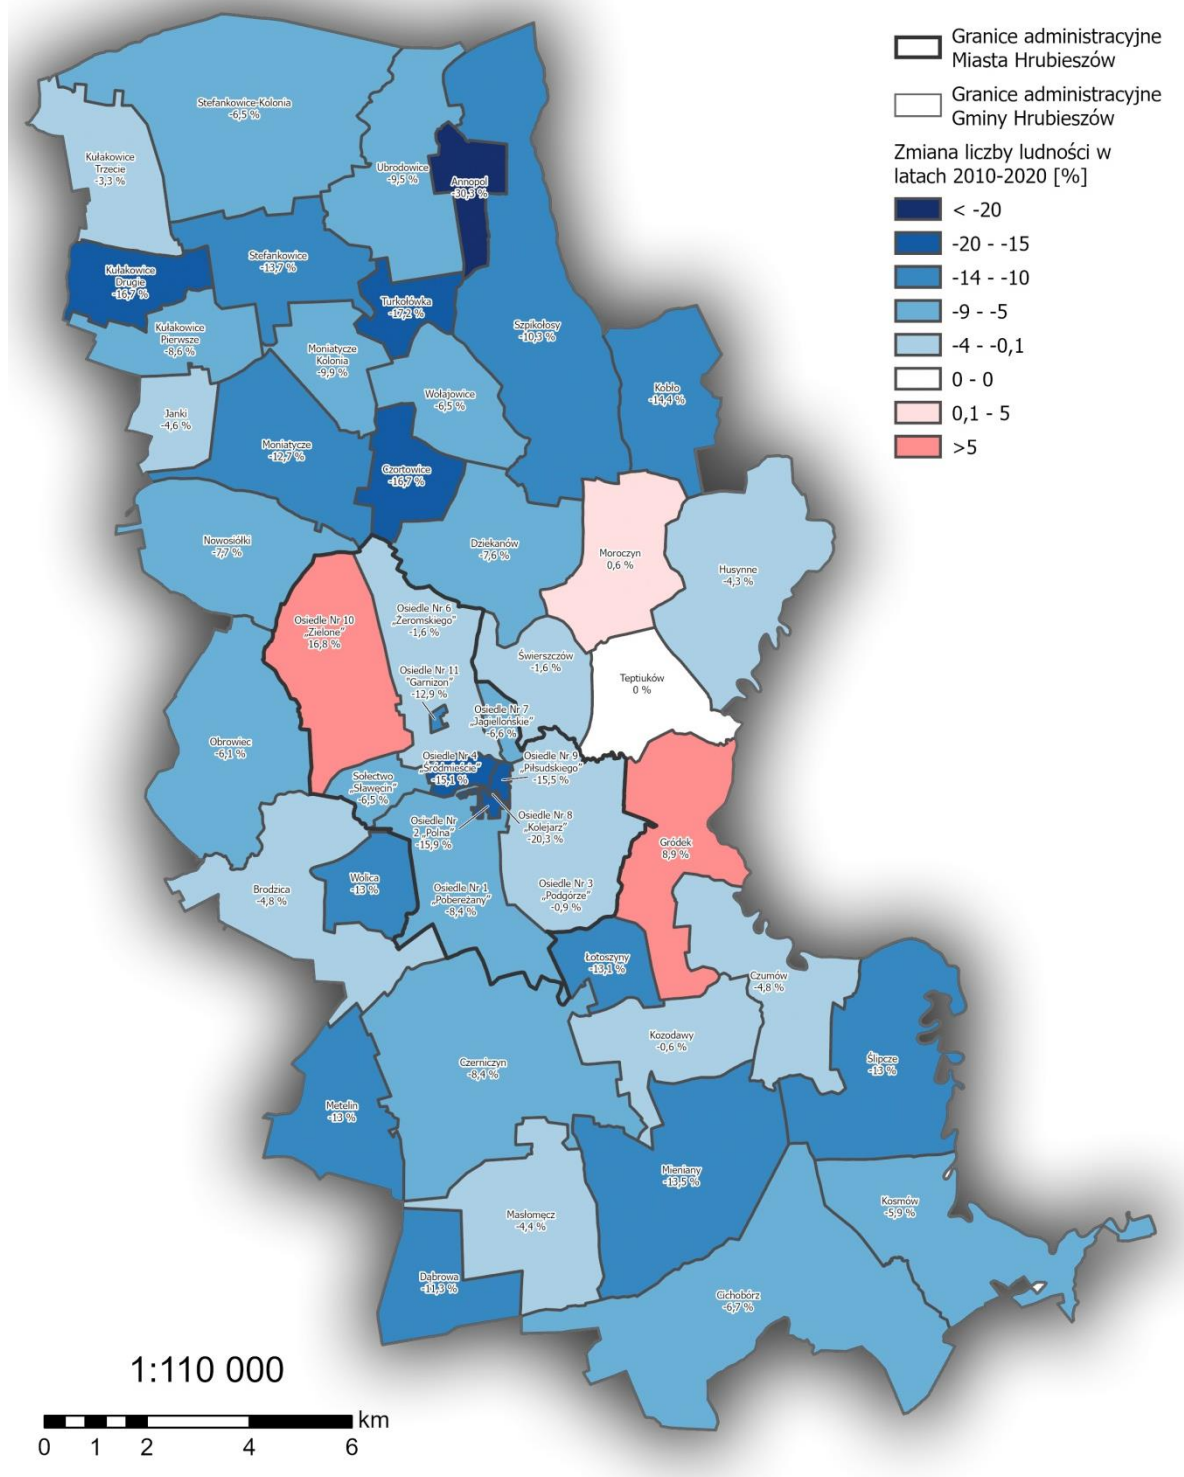 Granice administracyjne
Miasta Hrubieszów
Granice administracyjne
Gminy Hrubieszów
Zmiana liczby ludności w
latach 2010-2020 [%]
< -20
-20 - -15
-14 - -10
-9 - -5
-4 - -0,1
0 - 0
0,1 - 5
>5
Stefankowice-Kolonia
-6,5 %
Kułakowice
Trzecie
-3,3 %
Ubrodowice
-9,5 %
Annopol
-30,3 %
Stefankowice
-13,7 %
Kułakowice
Drugie
-16,7 %
Turkołówka
-17,2 %
Szpikołosy
-10,3 %
Kułakowice
Pierwsze
-8,6 %
Moniatycze
Kolonia
-9,9 %
Wołajowice
-6,5 %
Kobło
-14,4 %
Janki
-4,6 %
Moniatycze
-12,7 %
Czortowice
-16,7 %
Nowosiółki
-7,7 %
Dziekanów
-7,6 %
Moroczyn
0,6 %
Husynne
-4,3 %
Osiedle Nr 10
„Zielone”
16,8 %
Osiedle Nr 6
„Żeromskiego”
-1,6 %
Świerszczów
-1,6 %
Osiedle Nr 11
"Garnizon"
-12,9 %
Teptiuków
0 %
Osiedle Nr 7
„Jagiellońskie”
-6,6 %
Obrowiec
-6,1 %
Osiedle Nr 4
„Śródmieście”
-15,1 %
Osiedle Nr 9
„Piłsudskiego”
-15,5 %
Sołectwo
„Sławęcin”
-6,5 %
Osiedle Nr
2 „Polna”
-15,9 %
Osiedle Nr 8
„Kolejarz”
-20,3 %
Gródek
8,9 %
Brodzica
-4,8 %
Wolica
-13 %
Osiedle Nr 1
„Pobereżany”
-8,4 %
Osiedle Nr 3
„Podgórze”
-0,9 %
Łotoszyny
-13,1 %
Czumów
-4,8 %
Kozodawy
-0,6 %
Czerniczyn
-8,4 %
Ślipcze
-13 %
Metelin
-13 %
Mieniany
-13,5 %
Masłomęcz
-4,4 %
Kosmów
-5,9 %
Dąbrowa
-11,3 %
Cichobórz
-6,7 %
1:110 000
km
0 1 2 4 6